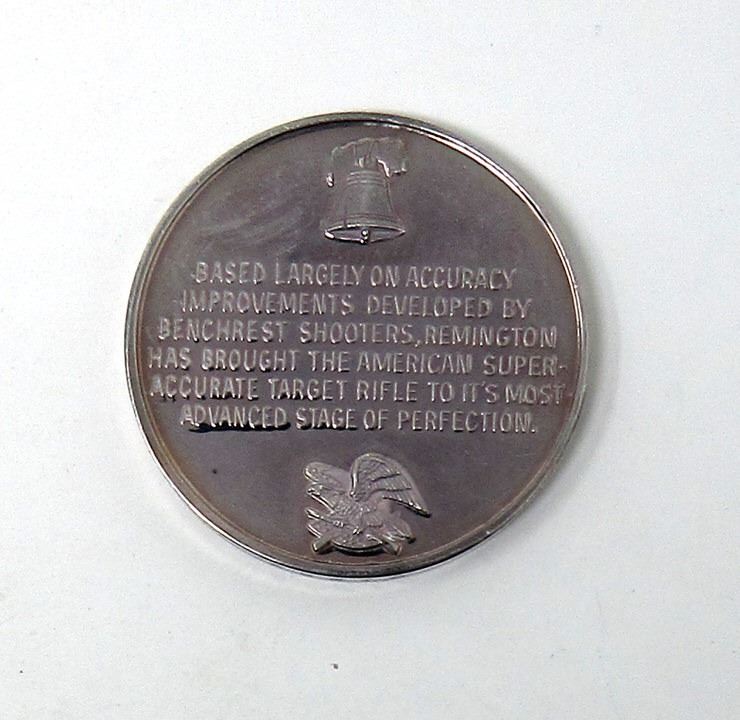 BASED LARGELY ON ACCURACY
IMPROVEMENTS DEVELOPED BY
BENCHREST SHOOTERS, REMINGTON
HAS BROUGHT THE AMERICAN SUPER-
ACCURATE TARGET RIFLE TO IT'S MOST
ADVANCED STAGE OF PERFECTION.